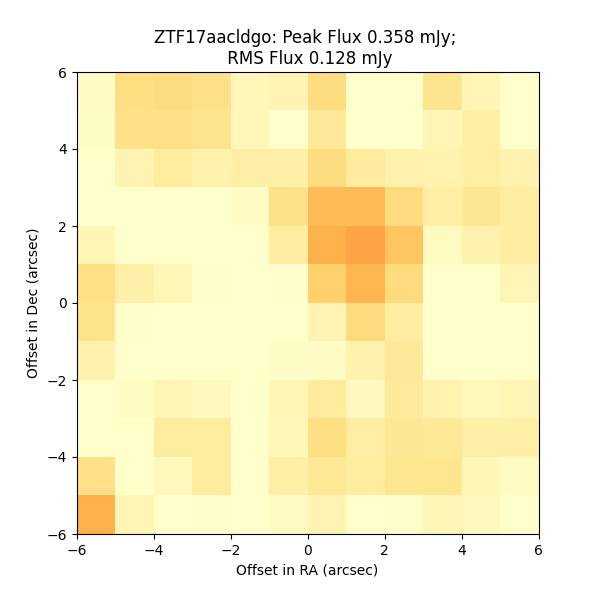 ZTF17aacldgo: Peak Flux 0.358 mJy;
RMS Flux 0.128 mJy
6
4
2
0
−2
−4
−6
Offset in Dec (arcsec)
−6 −4 −2 0 2 4 6
Offset in RA (arcsec)